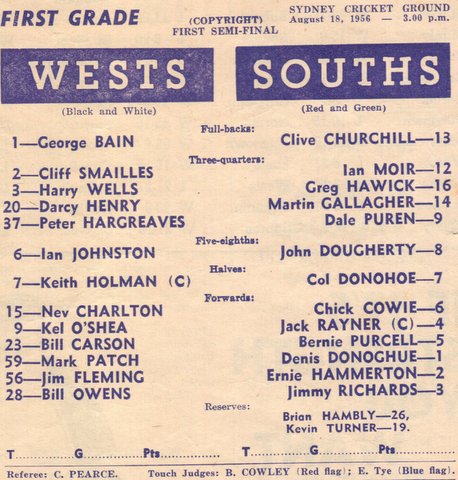 FIRST GRADE (COPYRIGHT) SYDNEY CRICKET GROUND
FIRST SEMI-FINAL August 18, 1956 — 3.00 p.m.
WESTS SOUTHS
(Black and White) (Red and Green)
Full-backs:
1—George BAIN Clive CHURCHILL—13
Three-quarters:
2—Cliff SMAILLES Ian MOIR—12
3—Harry WELLS Greg HAWICK—16
20—Darcy HENRY Martin GALLAGHER—14
37—Peter HARGREAVES Dale PUREN—9
Five-eighths:
6—Ian JOHNSTON John DOUGHERTY—8
Halves:
7—Keith HOLMAN (C) Col DONOHOE—7
Forwards:
15—Nev CHARLTON Chick COWIE—6
9—Kel O'SHEA Jack RAYNER (C)—4
23—Bill CARSON Bernie PURCELL—5
59—Mark PATCH Denis DONOGHUE—1
56—Jim FLEMING Ernie HAMMERTON—2
28—Bill OWENS Jimmy RICHARDS—3
Reserves:
Brian HAMBLY—26,
Kevin TURNER—19.
T............G............Pts............ T............G............Pts............
Referee: C. PEARCE. Touch Judges: B. COWLEY (Red flag); E. Tye (Blue flag).